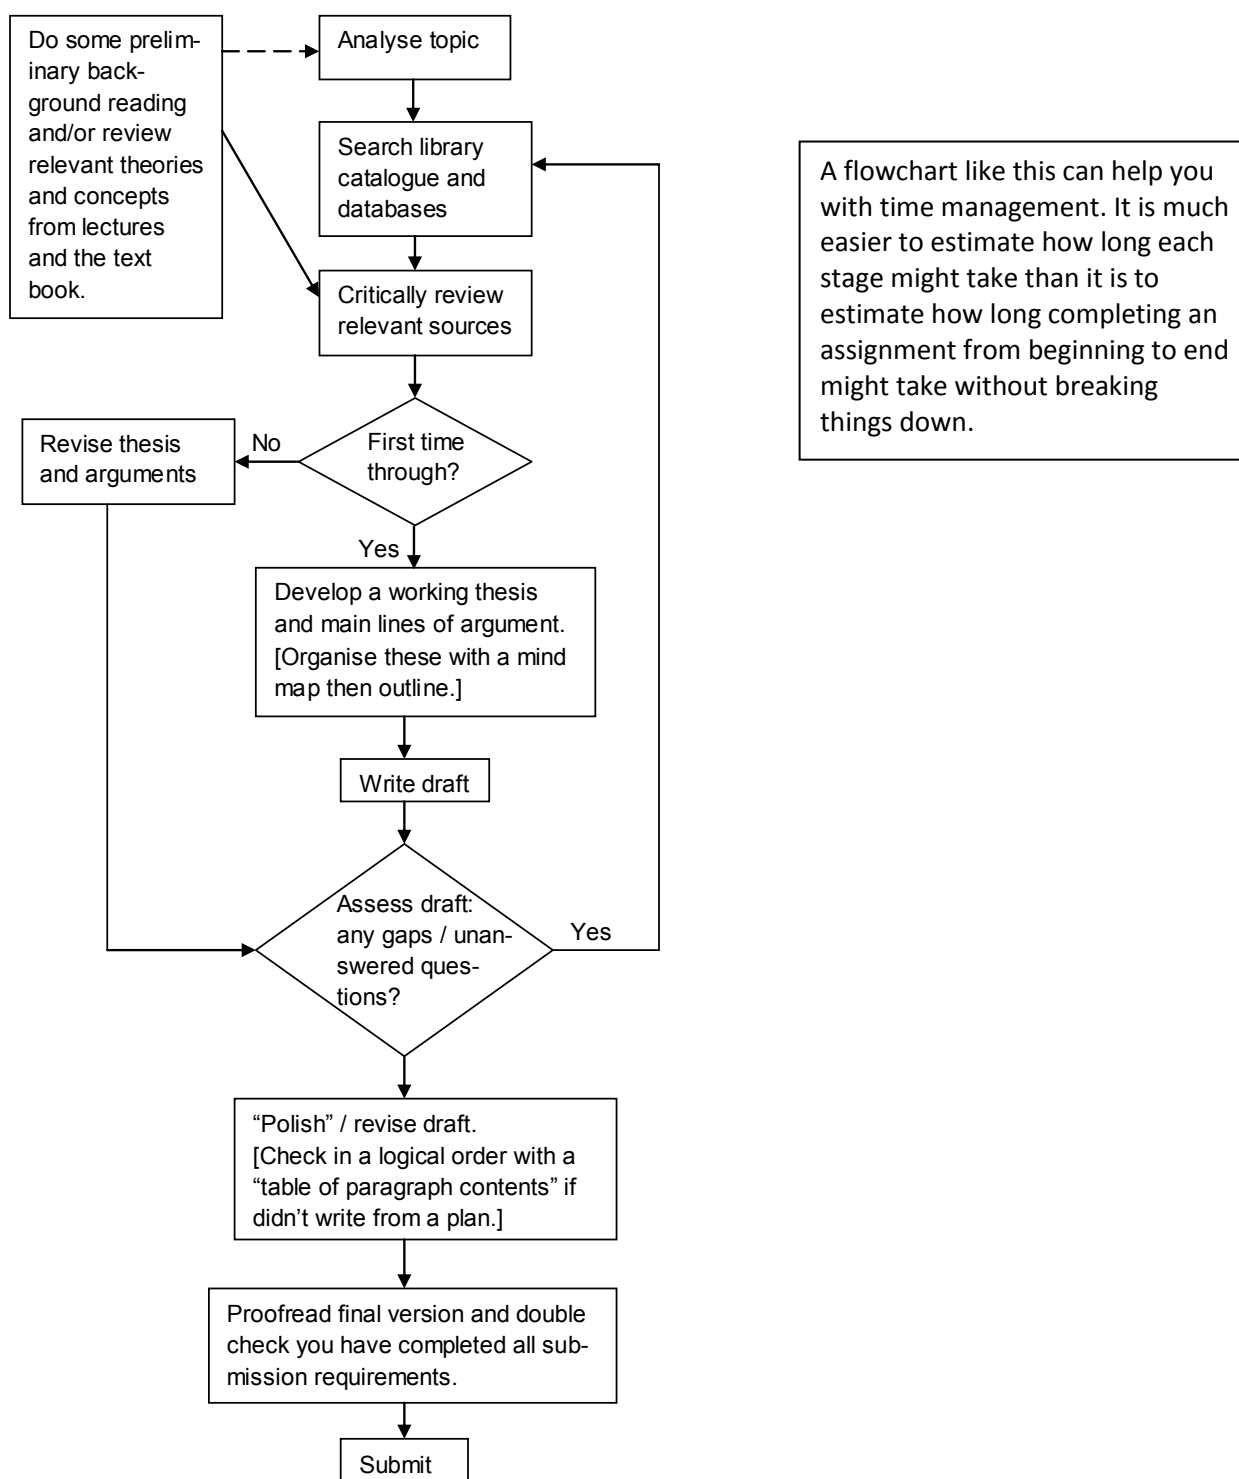 Do some prelim-
inary back-
ground reading
and/or review
relevant theories
and concepts
from lectures
and the text
book.
Analyse topic
Search library
catalogue and
databases
Critically review
relevant sources
A flowchart like this can help you
with time management. It is much
easier to estimate how long each
stage might take than it is to
estimate how long completing an
assignment from beginning to end
might take without breaking
things down.
First time
through?
No
Revise thesis
and arguments
Yes
Develop a working thesis
and main lines of argument.
[Organise these with a mind
map then outline.]
Write draft
Assess draft:
any gaps / unan-
swered ques-
tions?
Yes
“Polish” / revise draft.
[Check in a logical order with a
“table of paragraph contents” if
didn’t write from a plan.]
Proofread final version and double
check you have completed all sub-
mission requirements.
Submit